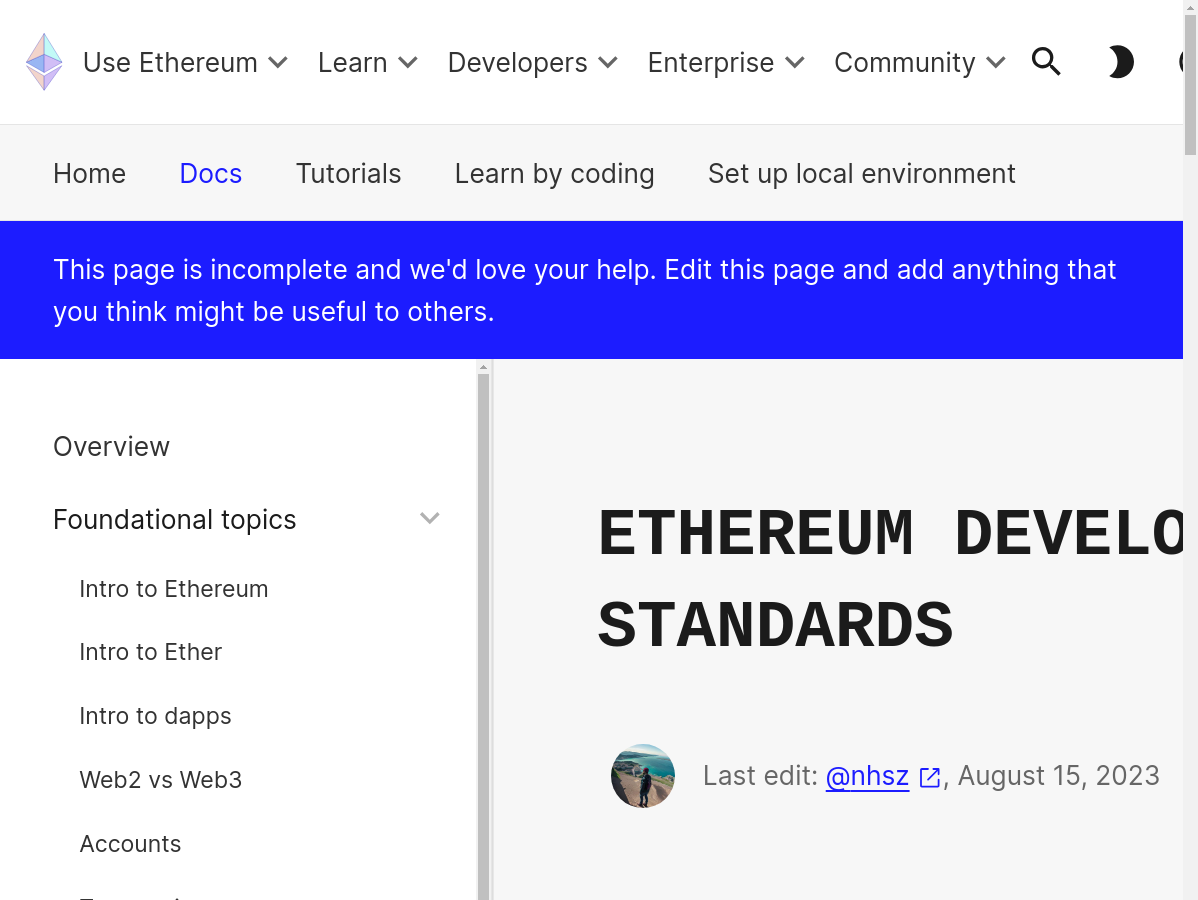 Use Ethereum Learn Developers Enterprise Community
Home Docs Tutorials Learn by coding Set up local environment
This page is incomplete and we'd love your help. Edit this page and add anything that
you think might be useful to others.
Overview
Foundational topics
Intro to Ethereum
Intro to Ether
Intro to dapps
Web2 vs Web3
Accounts
ETHEREUM DEVELO
STANDARDS
Last edit: @nhsz , August 15, 2023